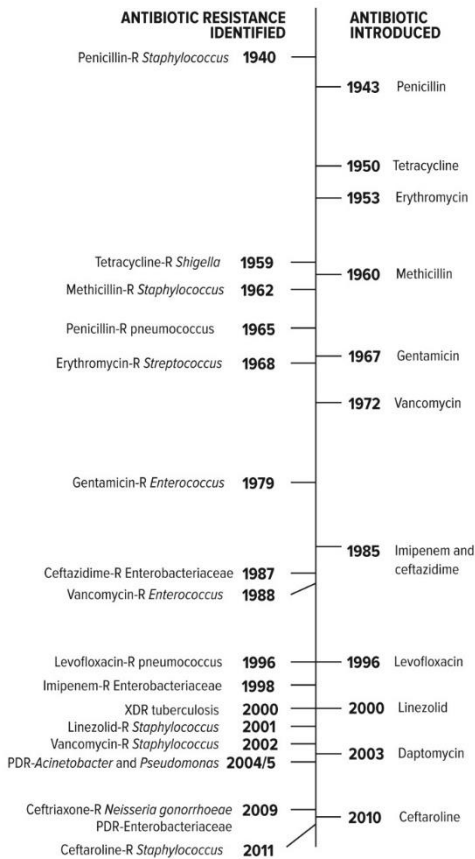 ANTIBIOTIC RESISTANCE
IDENTIFIED
ANTIBIOTIC
INTRODUCED
Penicillin-R Staphylococcus 1940
1943 Penicillin
1950 Tetracycline
1953 Erythromycin
Tetracycline-R Shigella 1959
1960 Methicillin
Methicillin-R Staphylococcus 1962
Penicillin-R pneumococcus 1965
1967 Gentamicin
Erythromycin-R Streptococcus 1968
1972 Vancomycin
Gentamicin-R Enterococcus 1979
1985 Imipenem and
ceftazidime
Ceftazidime-R Enterobacteriaceae 1987
Vancomycin-R Enterococcus 1988
Levofloxacin-R pneumococcus 1996
1996 Levofloxacin
Imipenem-R Enterobacteriaceae 1998
XDR tuberculosis 2000
2000 Linezolid
Linezolid-R Staphylococcus 2001
Vancomycin-R Staphylococcus 2002
2003 Daptomycin
PDR-Acinetobacter and Pseudomonas 2004/5
Ceftriaxone-R Neisseria gonorrhoeae 2009
PDR-Enterobacteriaceae
2010 Ceftaroline
Ceftaroline-R Staphylococcus 2011